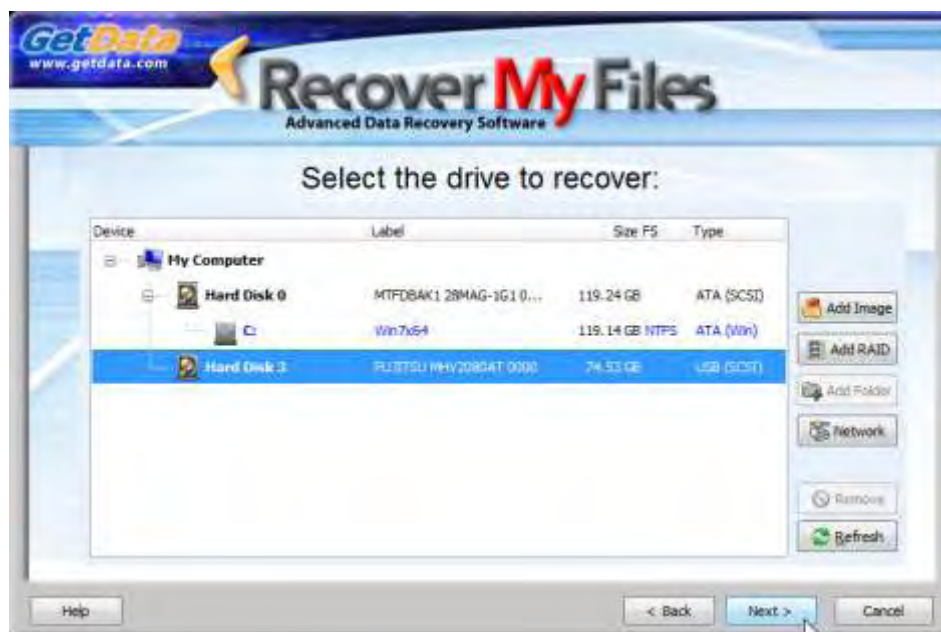 GetData
www.getdata.com
Recover My Files
Advanced Data Recovery Software
Select the drive to recover:
Device Label Size FS Type
My Computer
Hard Disk 0 MTFDBAK128MAG-1G1 0... 119.24 GB ATA (SCSI)
C: Win7x64 119.14 GB NTFS ATA (Win)
Hard Disk 3 FUJITSU MHV2080AT 0000 74.53 GB USB (SCSI)
Add Image
Add RAID
Add Folder
Network
Remove
Refresh
Help < Back Next > Cancel